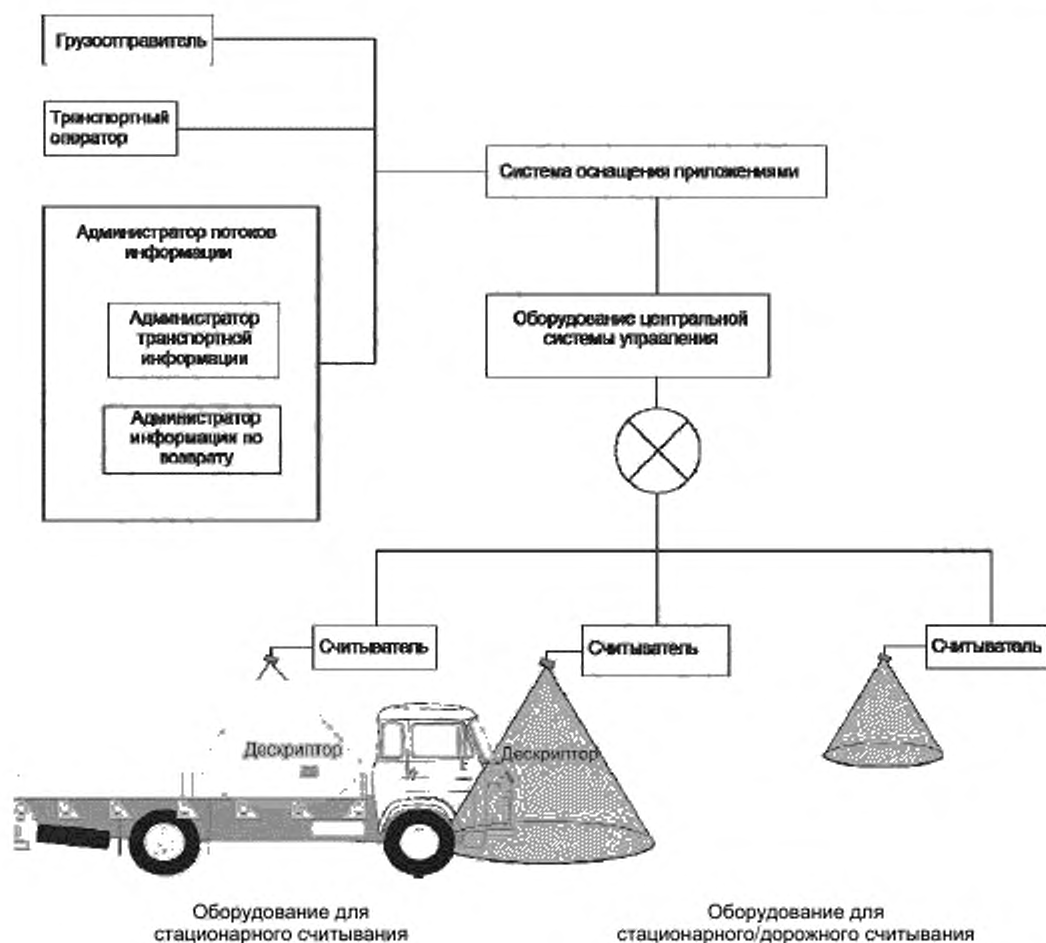 Грузоотправитель
Транспортный
оператор
Система оснащения приложениями
Администратор потоков
информации
Администратор
транспортной
информации
Оборудование центральной
системы управления
Администратор
информации по
возврату
Считыватель
Считыватель
Считыватель
Дескриптор
Дескриптор
Оборудование для
стационарного считывания
Оборудование для
стационарного/дорожного считывания